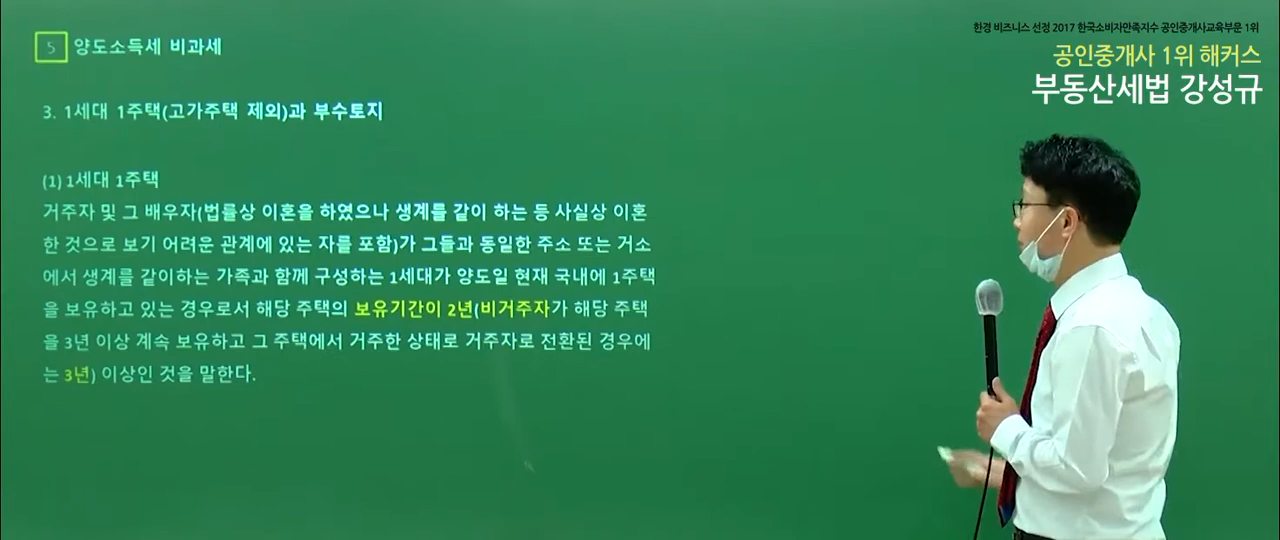 한경 비즈니스 선정 2017 한국소비자만족지수 공인중개사교육부문 1위
공인중개사 1위 해커스
부동산세법 강성규
5 양도소득세 비과세
3. 1세대 1주택(고가주택 제외)과 부수토지
(1) 1세대 1주택
거주자 및 그 배우자(법률상 이혼을 하였으나 생계를 같이 하는 등 사실상 이혼
한 것으로 보기 어려운 관계에 있는 자를 포함)가 그들과 동일한 주소 또는 거소
에서 생계를 같이하는 가족과 함께 구성하는 1세대가 양도일 현재 국내에 1주택
을 보유하고 있는 경우로서 해당 주택의 보유기간이 2년(비거주자가 해당 주택
을 3년 이상 계속 보유하고 그 주택에서 거주한 상태로 거주자로 전환된 경우에
는 3년) 이상인 것을 말한다.